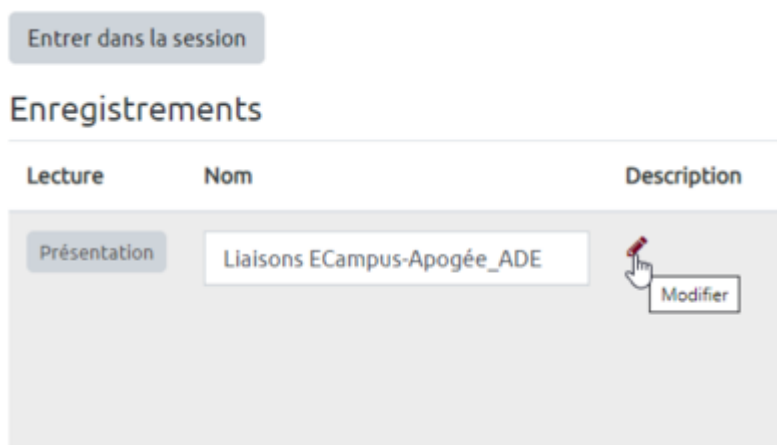 Entrer dans la session
Enregistrements
Lecture Nom Description
Présentation Liaisons ECampus-Apogée_ADE
Modifier